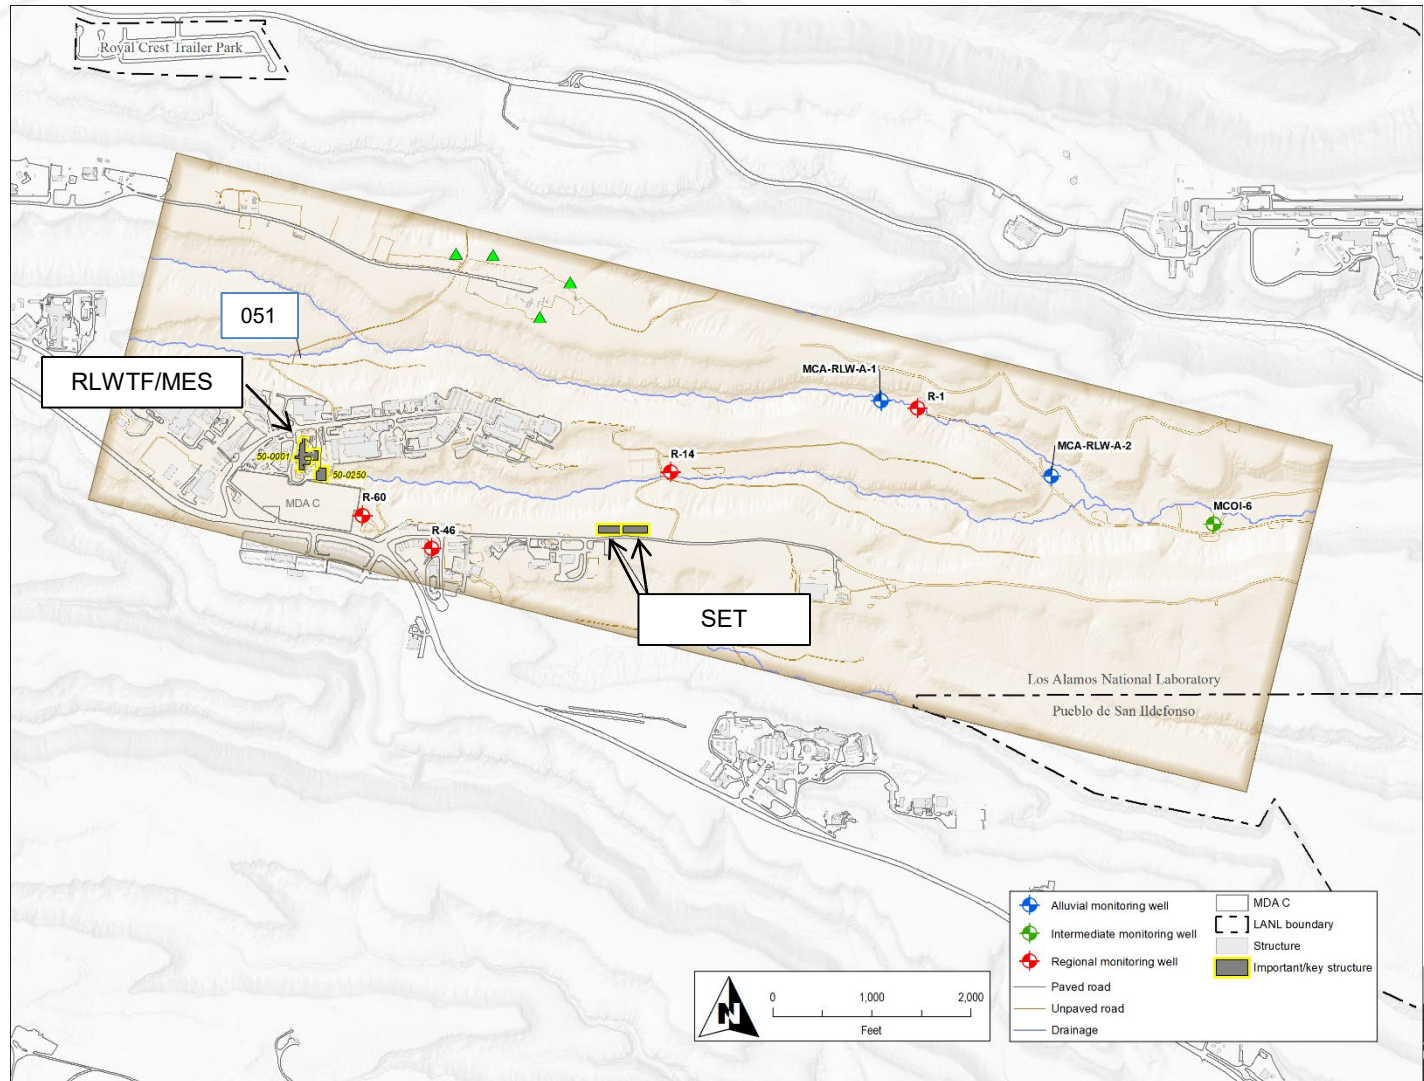 Royal Crest Trailer Park
051
RLWTF/MES
MCA-RLW-A-1
R-1
50-0001
50-0250
R-14
MCA-RLW-A-2
MDA C
R-60
R-46
MCOI-6
SET
Los Alamos National Laboratory
Pueblo de San Ildefonso
N
0 1,000 2,000
Feet
Alluvial monitoring well
Intermediate monitoring well
Regional monitoring well
Paved road
Unpaved road
Drainage
MDA C
LANL boundary
Structure
Important/key structure